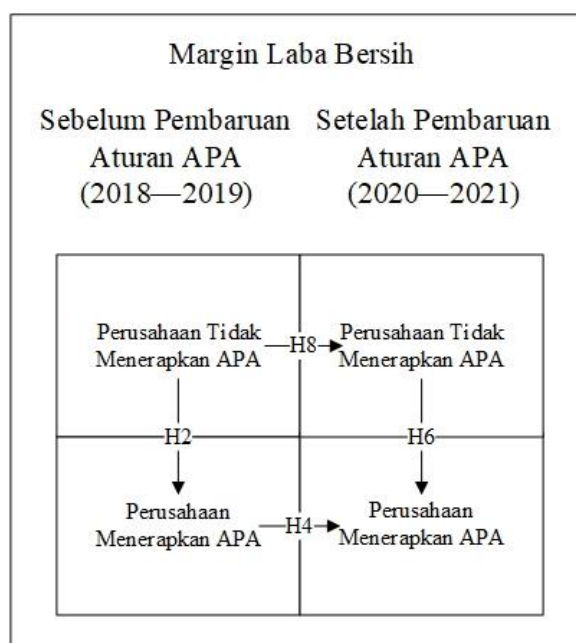 Margin Laba Bersih
Sebelum Pembaruan
Aturan APA
(2018—2019)
Setelah Pembaruan
Aturan APA
(2020—2021)
Perusahaan Tidak
Menerapkan APA
H8
Perusahaan Tidak
Menerapkan APA
H2
H6
Perusahaan
Menerapkan APA
H4
Perusahaan
Menerapkan APA